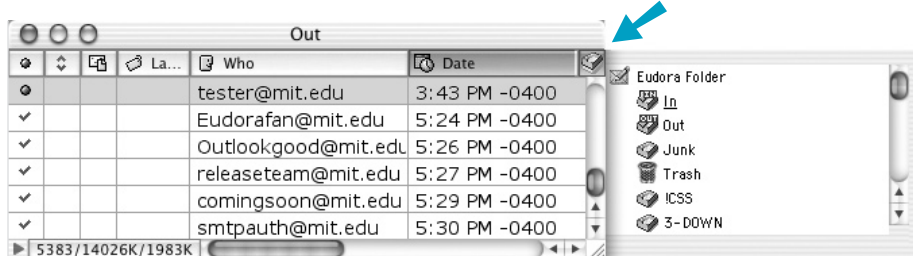 Out
La... Who Date
tester@mit.edu 3:43 PM -0400
Eudorafan@mit.edu 5:24 PM -0400
Outlookgood@mit.edu 5:26 PM -0400
releaseteam@mit.edu 5:27 PM -0400
comingsoon@mit.edu 5:29 PM -0400
smtpauth@mit.edu 5:30 PM -0400
5383/14026K/1983K
Eudora Folder
In
Out
Junk
Trash
!CSS
3-DOWN